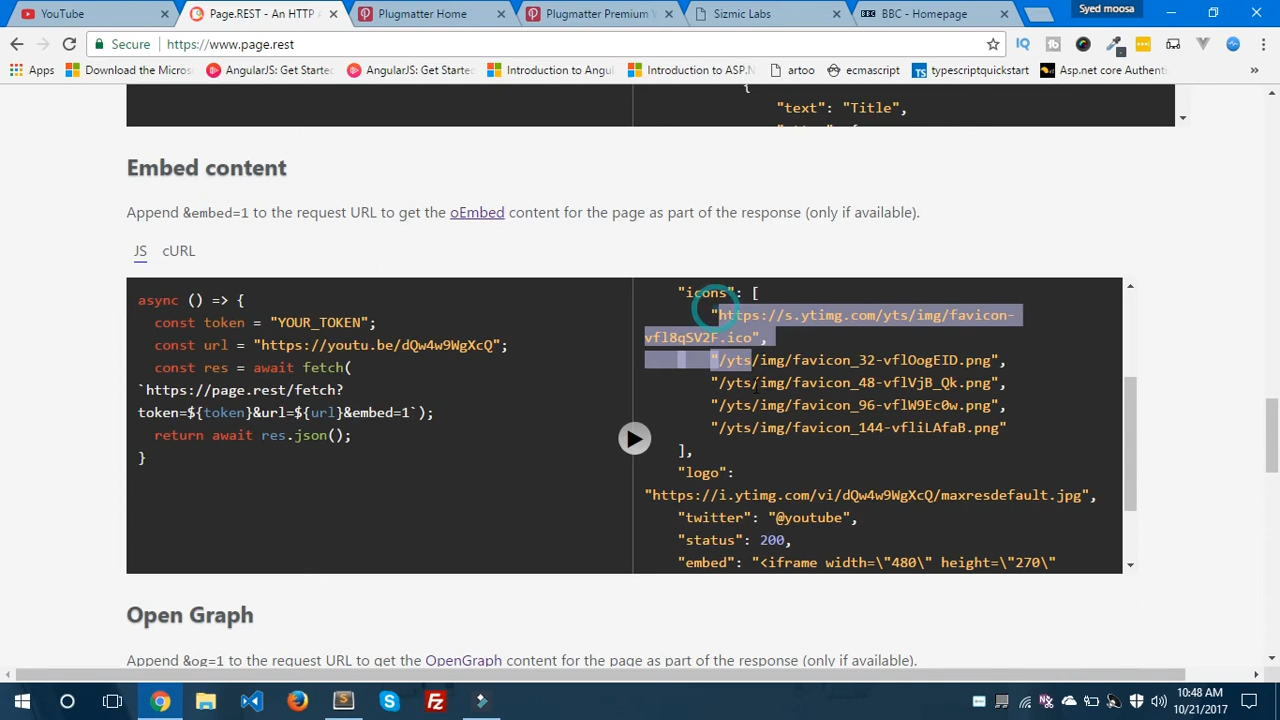 YouTube
Page.REST - An HTTP A
Plugmatter Home
Plugmatter Premium V
Sizmic Labs
BBC - Homepage
Syed moosa
Secure
https://www.page.rest
Apps
Download the Micros
AngularJS: Get Starte
AngularJS: Get Starte
Introduction to Angu
Introduction to ASP.N
artoo
ecmascript
typescriptquickstart
Asp.net core Authenti
{
"text": "Title",
Embed content
Append &embed=1 to the request URL to get the oEmbed content for the page as part of the response (only if available).
JS cURL
async () => {
const token = "YOUR_TOKEN";
const url = "https://youtu.be/dQw4w9WgXcQ";
const res = await fetch(
`https://page.rest/fetch?
token=${token}&url=${url}&embed=1`);
return await res.json();
}
"icons": [
"https://s.ytimg.com/yts/img/favicon-
vfl8qSV2F.ico",
"/yts/img/favicon_32-vflOogEID.png",
"/yts/img/favicon_48-vflVjB_Qk.png",
"/yts/img/favicon_96-vflW9Ec0w.png",
"/yts/img/favicon_144-vfliLAfaB.png"
],
"logo":
"https://i.ytimg.com/vi/dQw4w9WgXcQ/maxresdefault.jpg",
"twitter": "@youtube",
"status": 200,
"embed": "<iframe width=\"480\" height=\"270\"
Open Graph
Append &og=1 to the request URL to get the OpenGraph content for the page as part of the response (only if available).
10:48 AM
10/21/2017